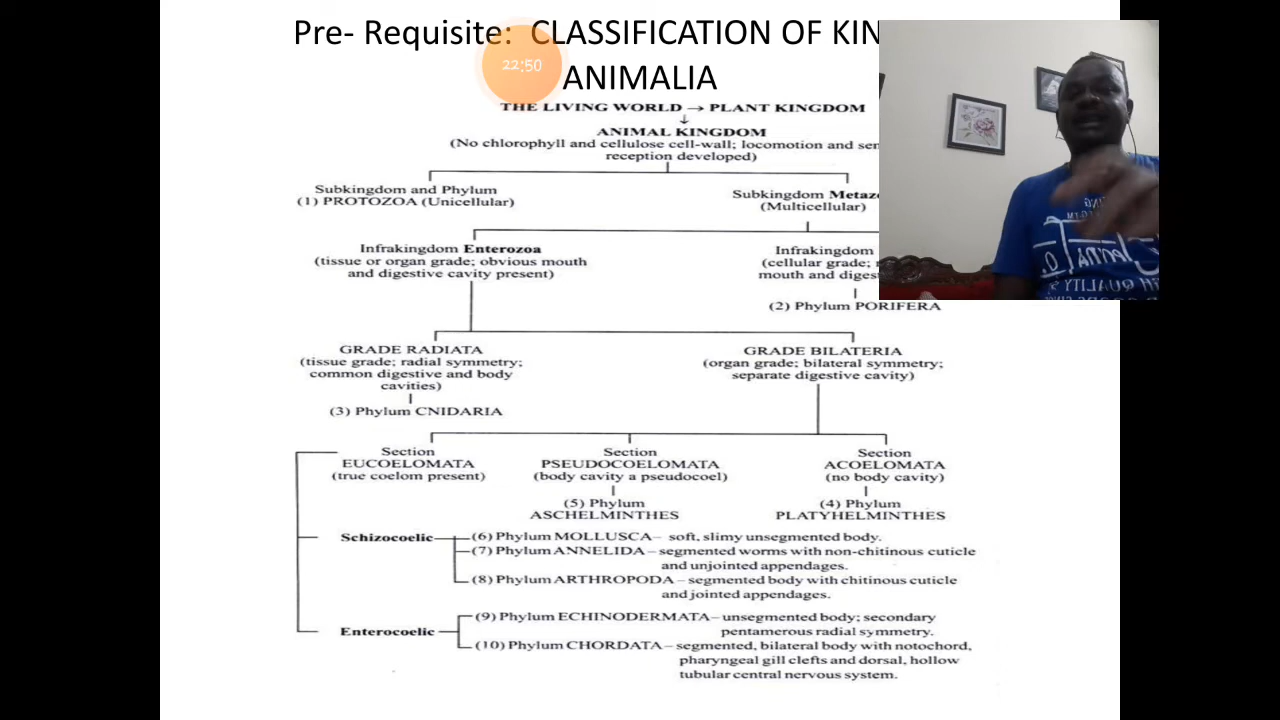 Pre- Requisite: CLASSIFICATION OF KIN
22:50
ANIMALIA
THE LIVING WORLD → PLANT KINGDOM
↓
ANIMAL KINGDOM
(No chlorophyll and cellulose cell-wall; locomotion and sen
reception developed)
Subkingdom and Phylum
(1) PROTOZOA (Unicellular)
Subkingdom Metazo
(Multicellular)
Infrakingdom Enterozoa
(tissue or organ grade; obvious mouth
and digestive cavity present)
Infrakingdom
(cellular grade;
mouth and diges
(2) Phylum PORIFERA
GRADE RADIATA
(tissue grade; radial symmetry;
common digestive and body
cavities)
(3) Phylum CNIDARIA
GRADE BILATERIA
(organ grade; bilateral symmetry;
separate digestive cavity)
Section
EUCOELOMATA
(true coelom present)
Section
PSEUDOCOELOMATA
(body cavity a pseudocoel)
(5) Phylum
ASCHELMINTHES
Section
ACOELOMATA
(no body cavity)
(4) Phylum
PLATYHELMINTHES
Schizocoelic
(6) Phylum MOLLUSCA– soft, slimy unsegmented body.
(7) Phylum ANNELIDA – segmented worms with non-chitinous cuticle
and unjointed appendages.
(8) Phylum ARTHROPODA – segmented body with chitinous cuticle
and jointed appendages.
Enterocoelic
(9) Phylum ECHINODERMATA– unsegmented body; secondary
pentamerous radial symmetry.
(10) Phylum CHORDATA – segmented, bilateral body with notochord,
pharyngeal gill clefts and dorsal, hollow
tubular central nervous system.